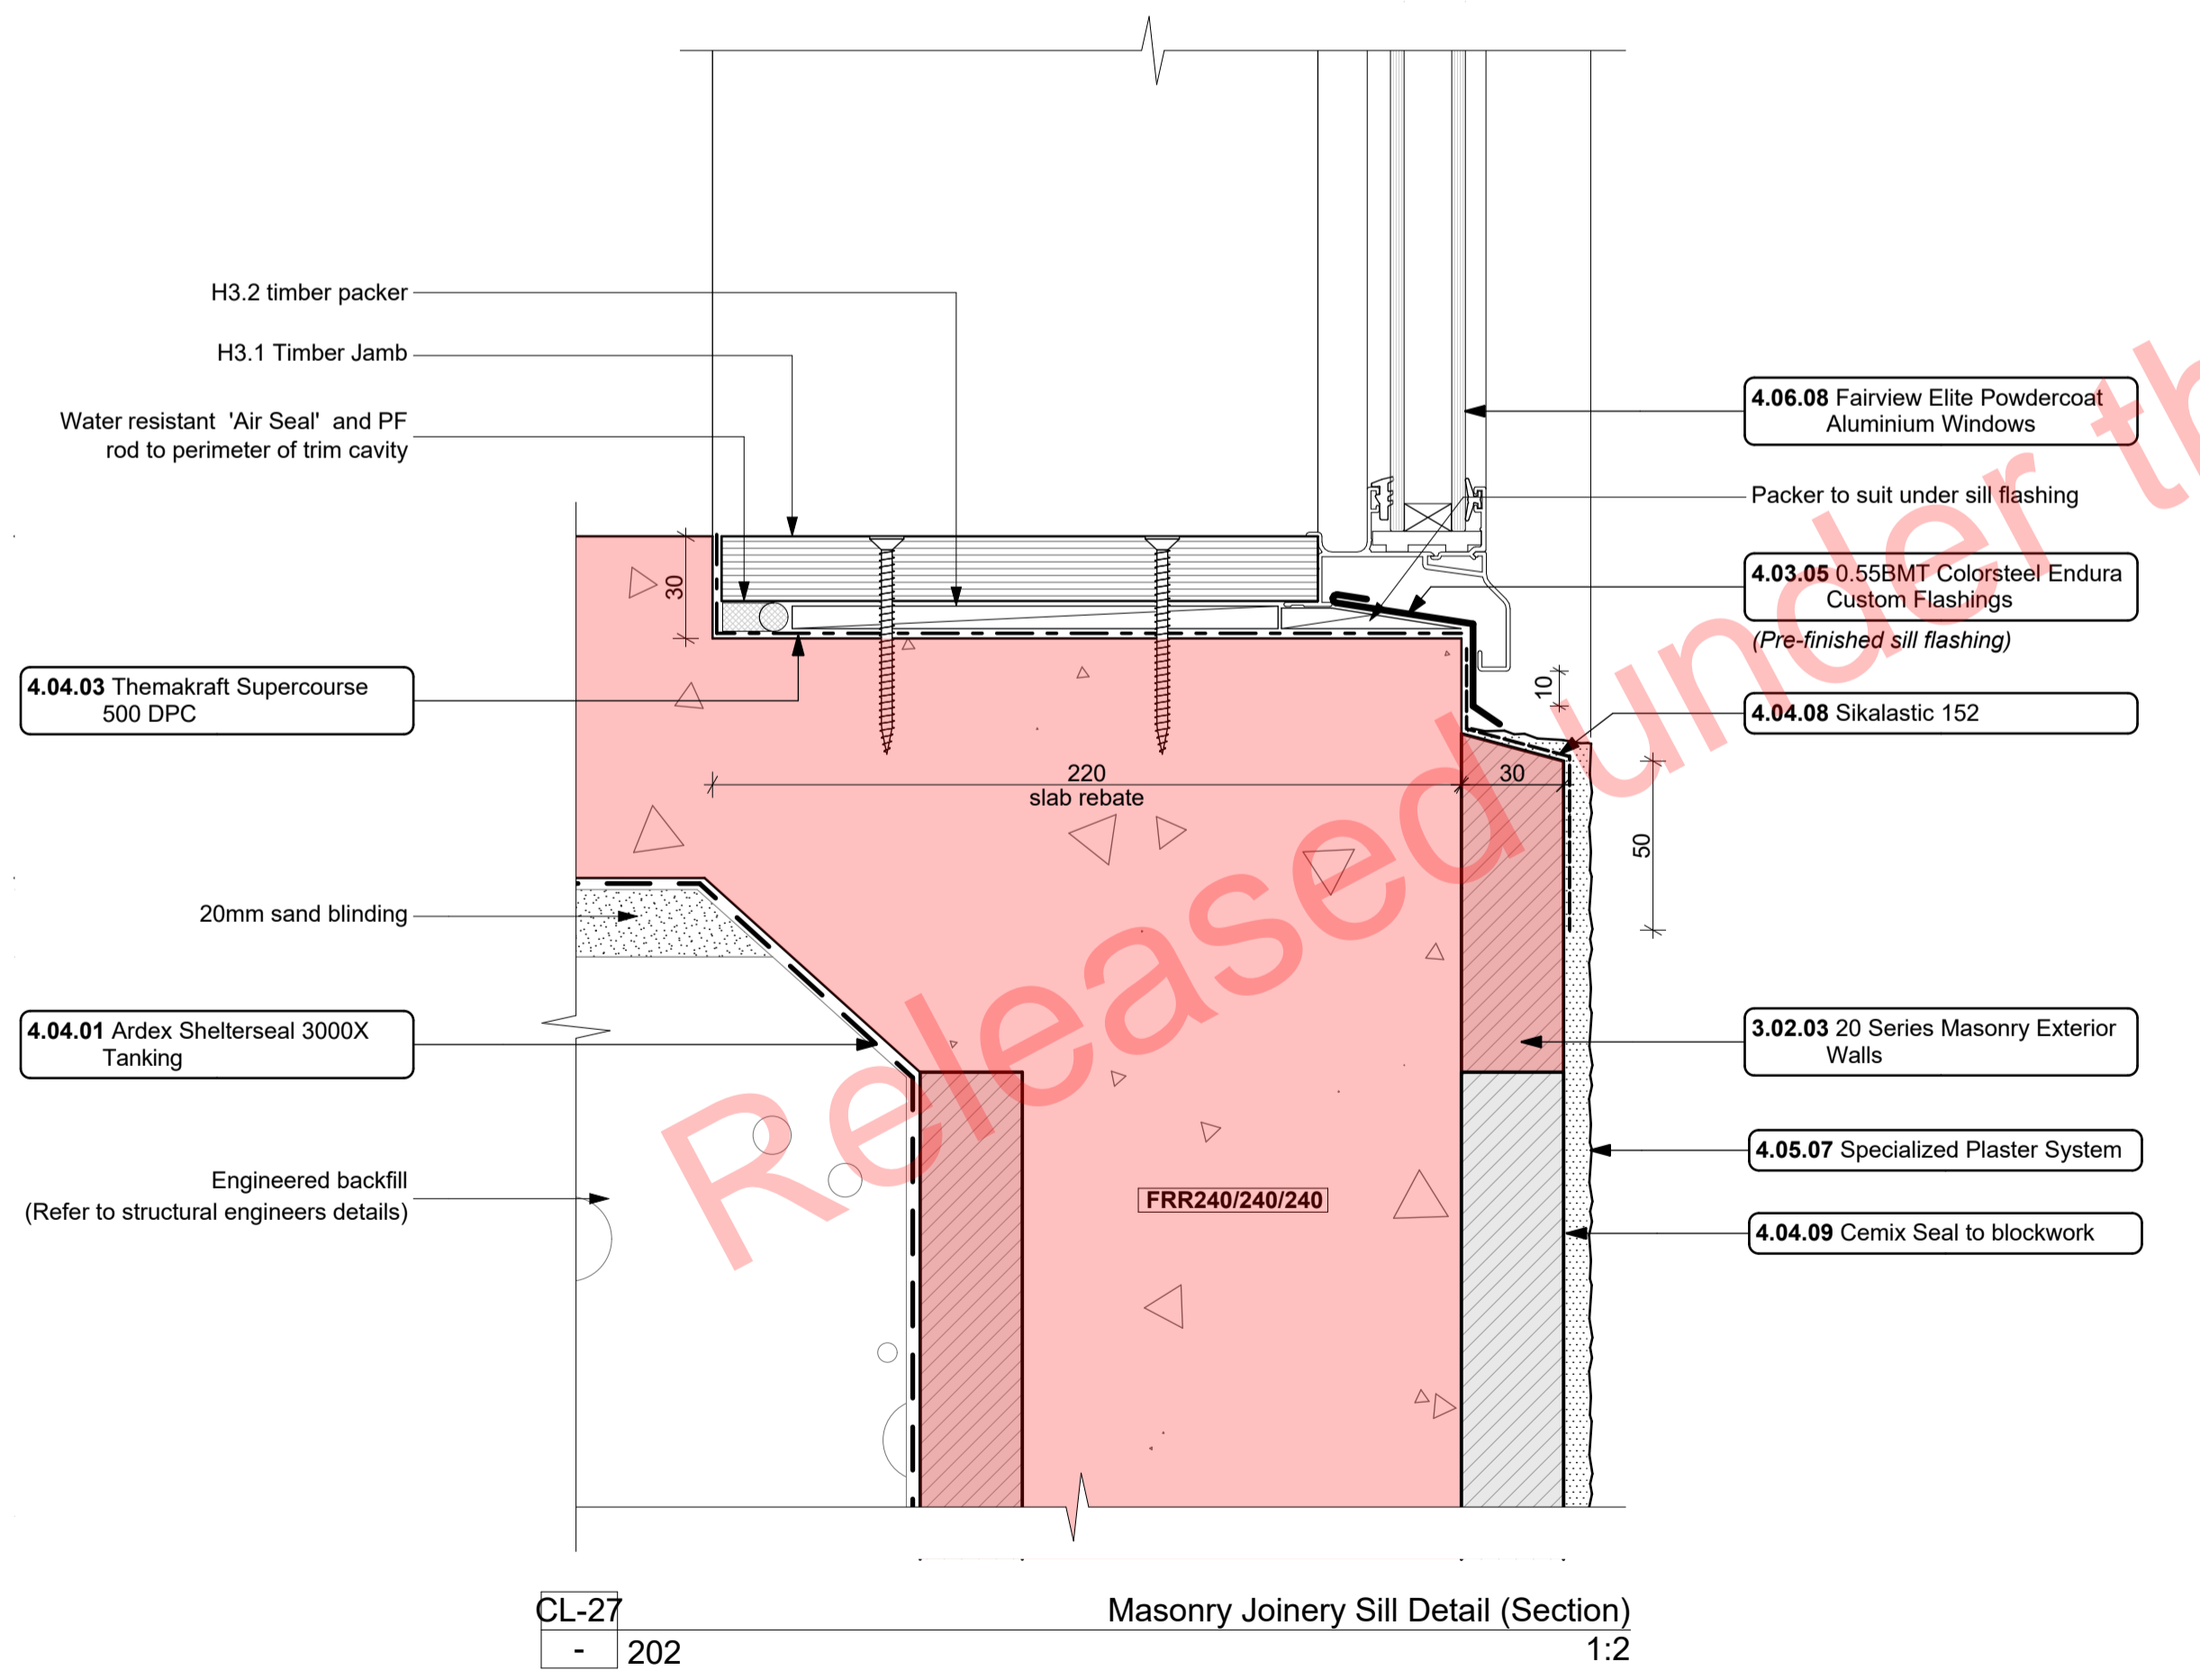 H3.2 timber packer
H3.1 Timber Jamb
Water resistant 'Air Seal' and PF
rod to perimeter of trim cavity
4.04.03 Themakraft Supercourse
500 DPC
20mm sand blinding
4.04.01 Ardex Shelterseal 3000X
Tanking
Engineered backfill
(Refer to structural engineers details)
30
220
slab rebate
30
10
50
FRR240/240/240
4.06.08 Fairview Elite Powdercoat
Aluminium Windows
Packer to suit under sill flashing
4.03.05 0.55BMT Colorsteel Endura
Custom Flashings
(Pre-finished sill flashing)
4.04.08 Sikalastic 152
3.02.03 20 Series Masonry Exterior
Walls
4.05.07 Specialized Plaster System
4.04.09 Cemix Seal to blockwork
Released under th
CL-27
Masonry Joinery Sill Detail (Section)
- 202
1:2